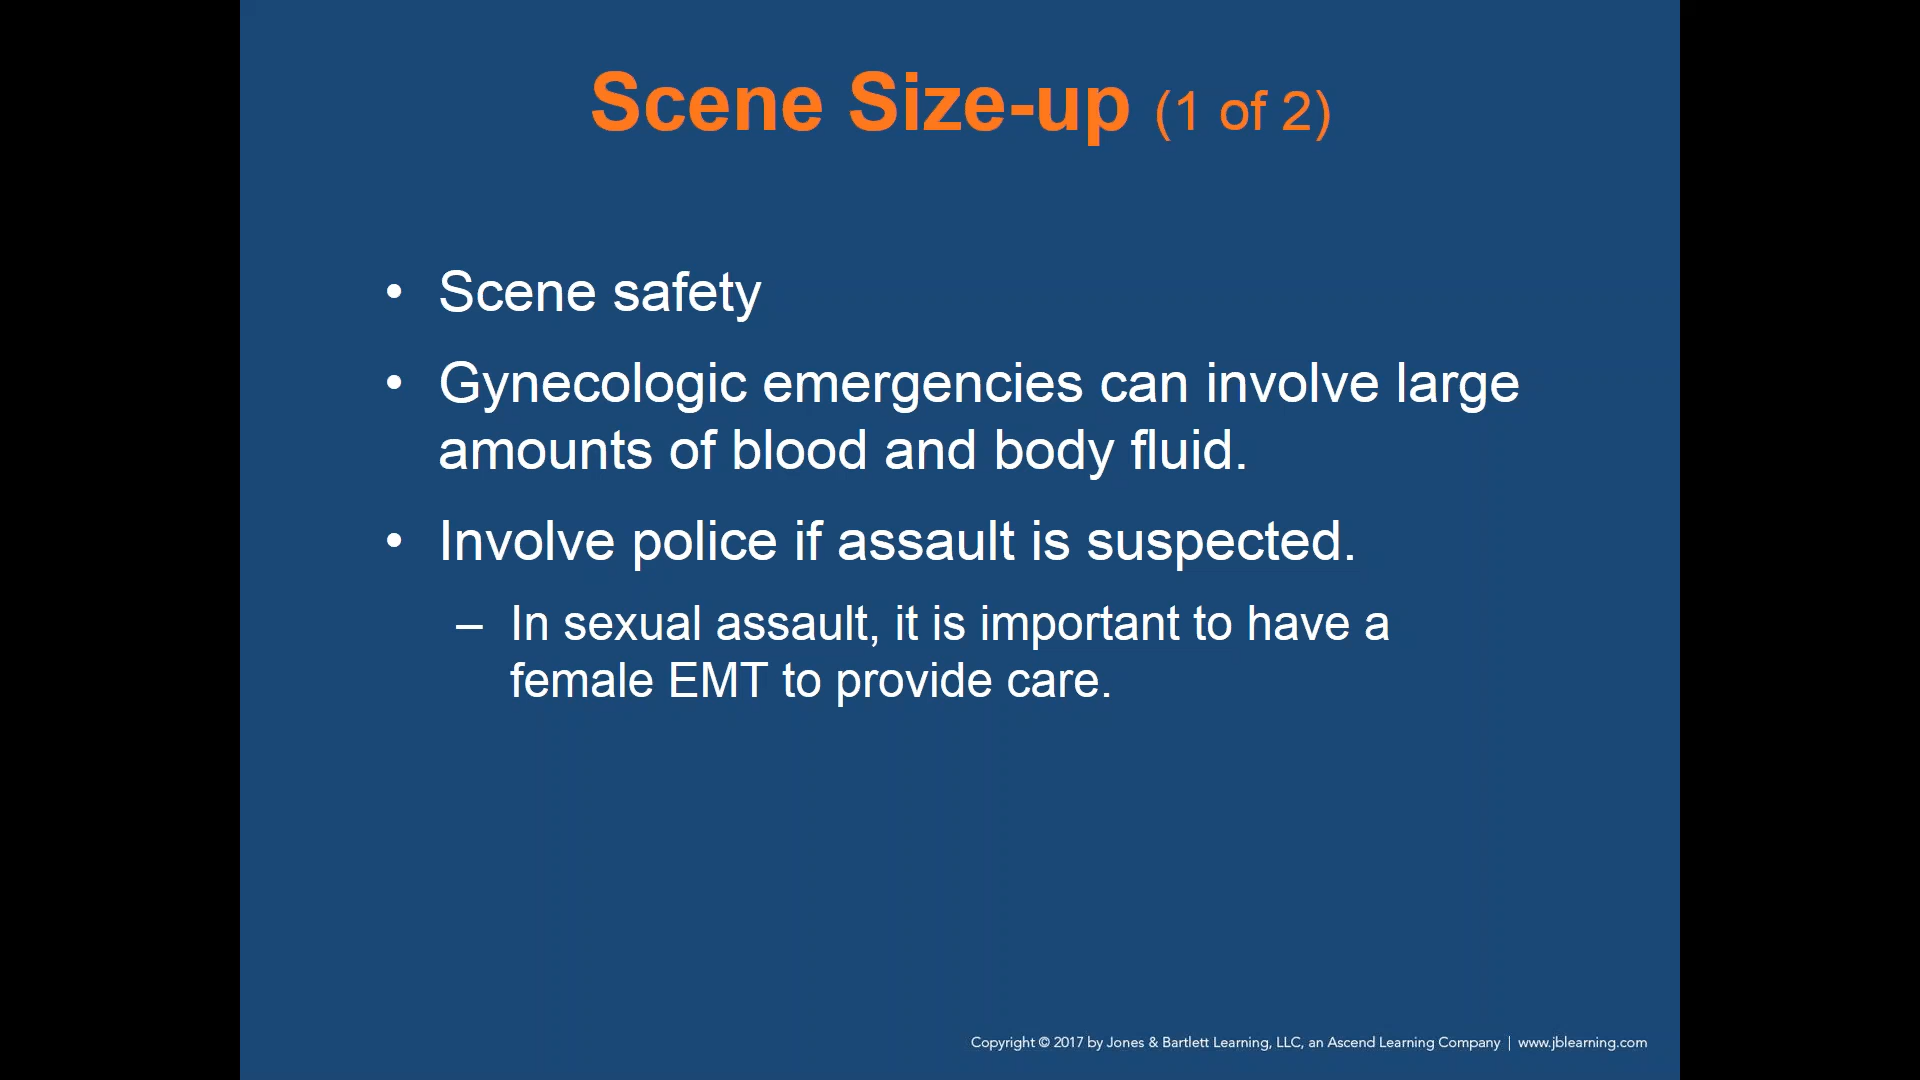 Scene Size-up (1 of 2)
• Scene safety
• Gynecologic emergencies can involve large
amounts of blood and body fluid.
• Involve police if assault is suspected.
– In sexual assault, it is important to have a
female EMT to provide care.
Copyright © 2017 by Jones & Bartlett Learning, LLC, an Ascend Learning Company | www.jblearning.com